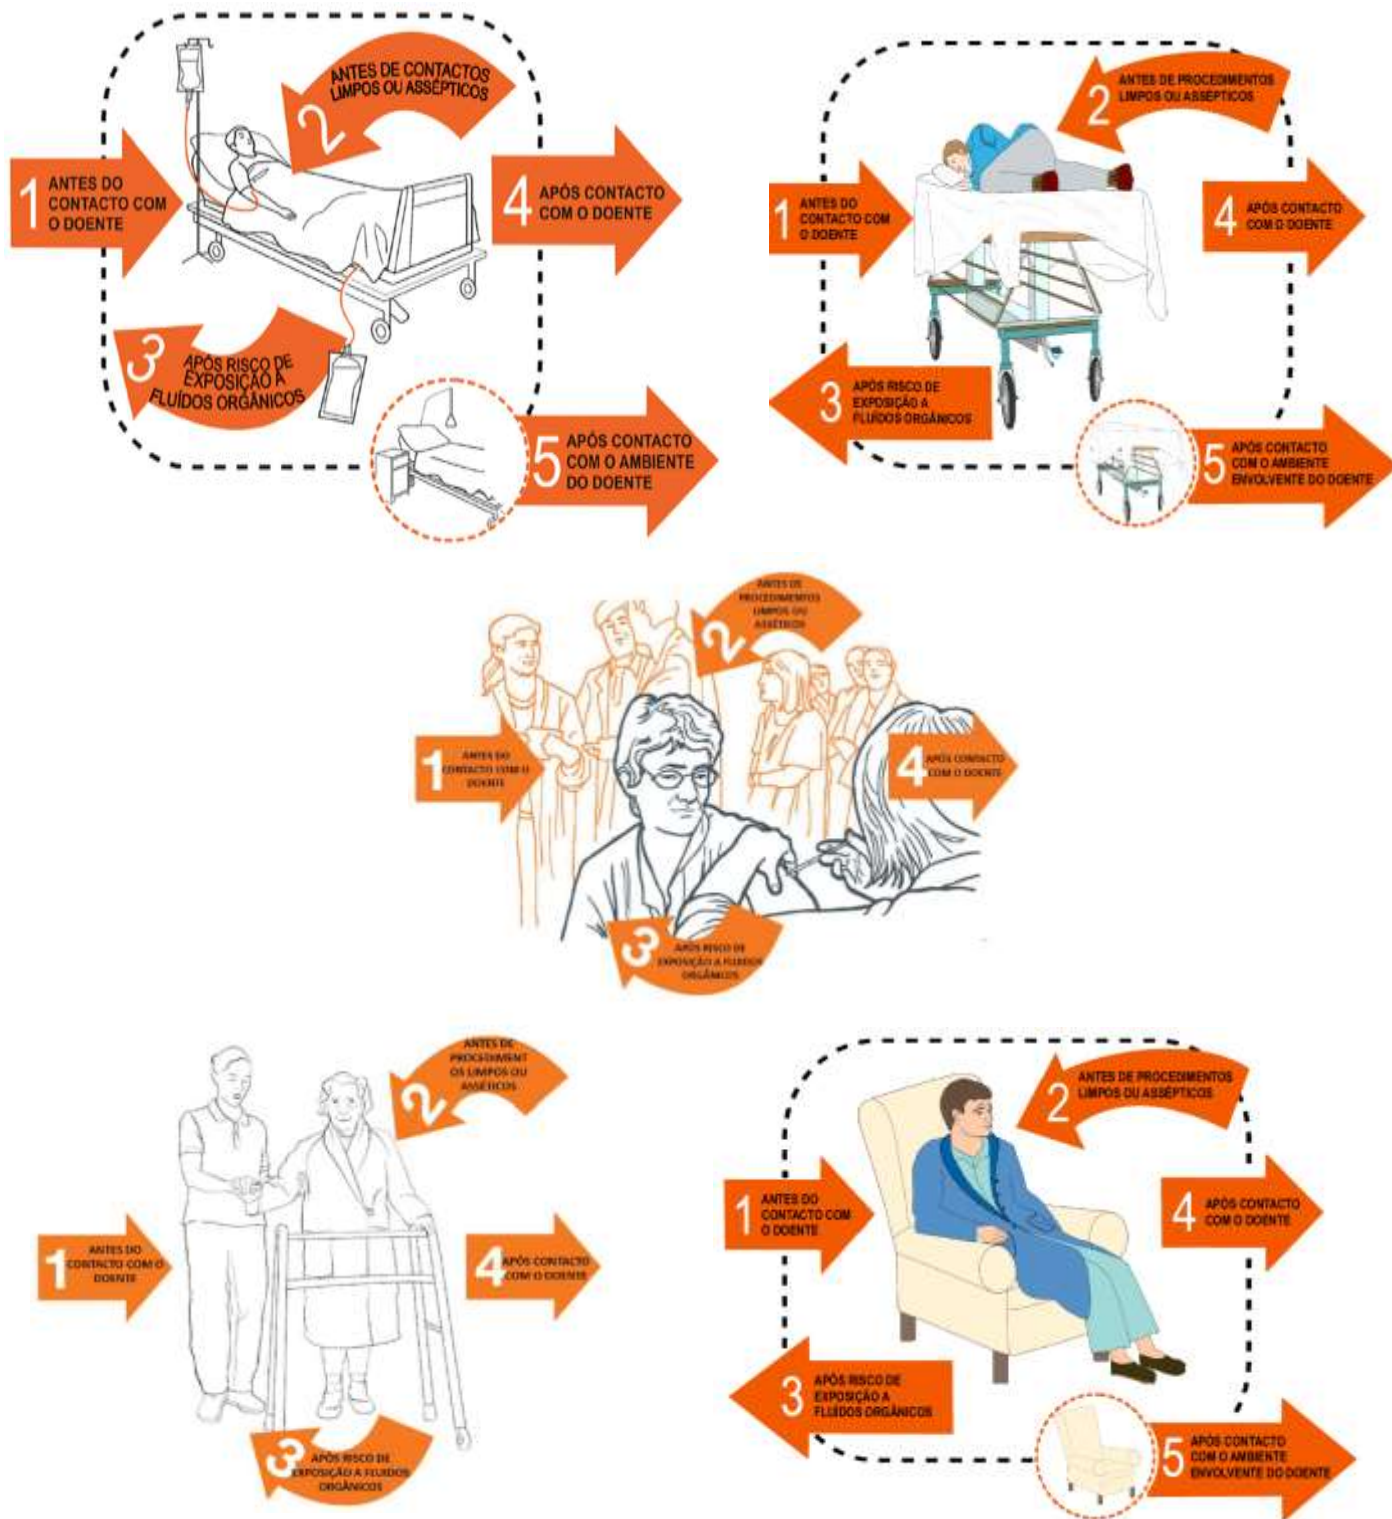 ANTES DE CONTACTOS
LIMPOS OU ASSÉPTICOS
2
1
ANTES DO
CONTACTO COM
O DOENTE
4
APÓS CONTACTO
COM O DOENTE
3
APÓS RISCO DE
EXPOSIÇÃO A
FLUÍDOS ORGÂNICOS
5
APÓS CONTACTO
COM O AMBIENTE
DO DOENTE
2
ANTES DE PROCEDIMENTOS
LIMPOS OU ASSÉPTICOS
1
ANTES DO
CONTACTO COM
O DOENTE
4
APÓS CONTACTO
COM O DOENTE
3
APÓS RISCO DE
EXPOSIÇÃO A
FLUÍDOS ORGÂNICOS
5
APÓS CONTACTO
COM O AMBIENTE
ENVOLVENTE DO DOENTE
2
ANTES DE
PROCEDIMENTOS
LIMPOS OU
ASSÉTICOS
1
ANTES DO
CONTACTO COM O
DOENTE
4
APÓS CONTACTO
COM O DOENTE
3
APÓS RISCO DE
EXPOSIÇÃO A FLUIDOS
ORGÂNICOS
2
ANTES DE
PROCEDIMENT
OS LIMPOS OU
ASSÉTICOS
1
ANTES DO
CONTACTO COM O
DOENTE
4
APÓS CONTACTO
COM O DOENTE
3
APÓS RISCO DE
EXPOSIÇÃO A FLUIDOS
ORGÂNICOS
2
ANTES DE PROCEDIMENTOS
LIMPOS OU ASSÉPTICOS
1
ANTES DO
CONTACTO COM
O DOENTE
4
APÓS CONTACTO
COM O DOENTE
3
APÓS RISCO DE
EXPOSIÇÃO A
FLUÍDOS ORGÂNICOS
5
APÓS CONTACTO
COM O AMBIENTE
ENVOLVENTE DO DOENTE